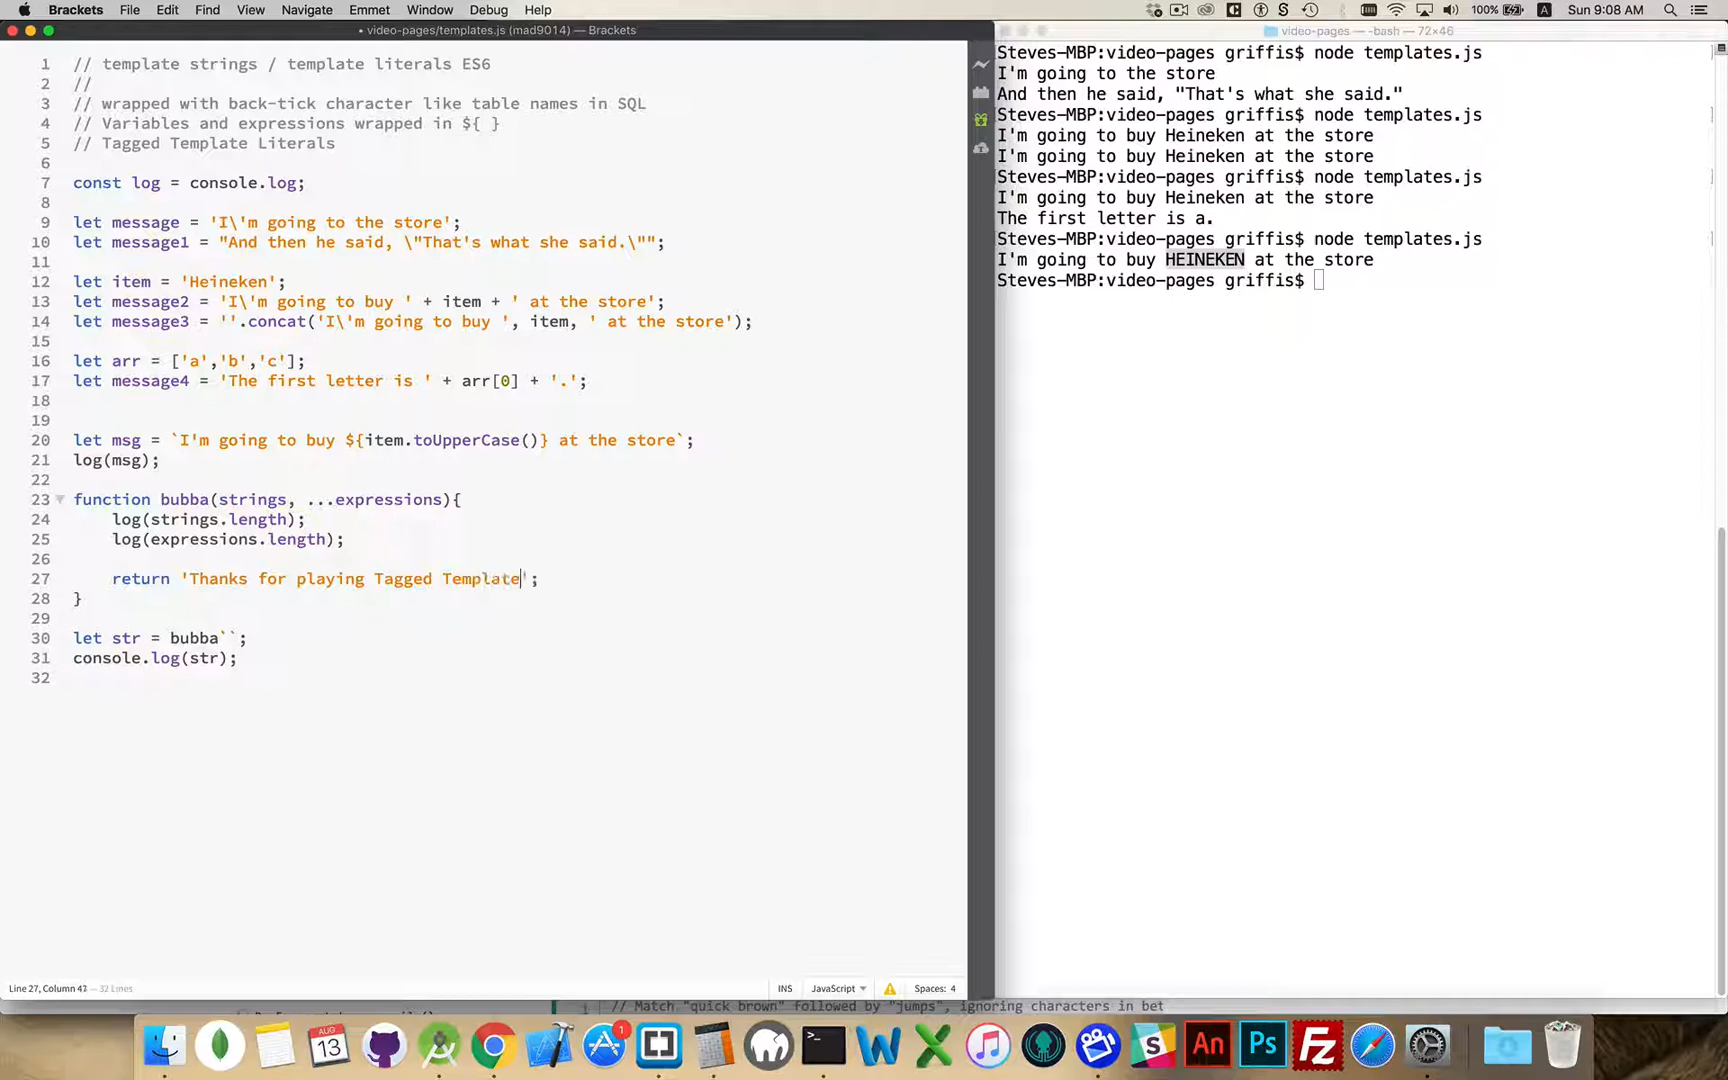 Brackets File Edit Find View Navigate Emmet Window Debug Help
100% A Sun 9:08 AM
• video-pages/templates.js (mad9014) — Brackets
1 // template strings / template literals ES6
2 //
3 // wrapped with back-tick character like table names in SQL
4 // Variables and expressions wrapped in ${ }
5 // Tagged Template Literals
6
7 const log = console.log;
8
9 let message = 'I\'m going to the store';
10 let message1 = "And then he said, \"That's what she said.\"";
11
12 let item = 'Heineken';
13 let message2 = 'I\'m going to buy ' + item + ' at the store';
14 let message3 = ''.concat('I\'m going to buy ', item, ' at the store');
15
16 let arr = ['a','b','c'];
17 let message4 = 'The first letter is ' + arr[0] + '.';
18
19
20 let msg = `I'm going to buy ${item.toUpperCase()} at the store`;
21 log(msg);
22
23 function bubba(strings, ...expressions){
24 log(strings.length);
25 log(expressions.length);
26
27 return 'Thanks for playing Tagged Template';
28 }
29
30 let str = bubba``;
31 console.log(str);
32
Line 27, Column 47 — 32 Lines
INS JavaScript Spaces: 4
video-pages — -bash — 72×46
Steves-MBP:video-pages griffis$ node templates.js
I'm going to the store
And then he said, "That's what she said."
Steves-MBP:video-pages griffis$ node templates.js
I'm going to buy Heineken at the store
I'm going to buy Heineken at the store
Steves-MBP:video-pages griffis$ node templates.js
I'm going to buy Heineken at the store
The first letter is a.
Steves-MBP:video-pages griffis$ node templates.js
I'm going to buy HEINEKEN at the store
Steves-MBP:video-pages griffis$
1 // Match "quick brown" followed by "jumps", ignoring characters in bet
AUG
13
1
An
Ps
Fz